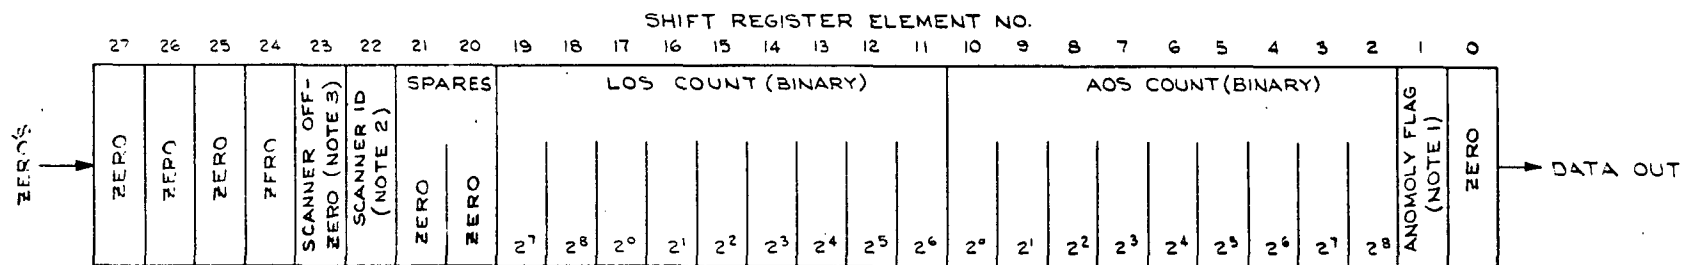 SHIFT REGISTER ELEMENT NO.
27 26 25 24 23 22 21 20 19 18 17 16 15 14 13 12 11 10 9 8 7 6 5 4 3 2 1 0
ZERO'S
ZERO
ZERO
ZERO
ZERO
SCANNER OFF-
ZERO (NOTE 3)
SCANNER ID
(NOTE 2)
SPARES
ZERO
ZERO
LOS COUNT (BINARY)
2⁷ 2⁸ 2⁰ 2¹ 2² 2³ 2⁴ 2⁵ 2⁶
AOS COUNT (BINARY)
2⁰ 2¹ 2² 2³ 2⁴ 2⁵ 2⁶ 2⁷ 2⁸
ANOMOLY FLAG
(NOTE 1)
ZERO
DATA OUT